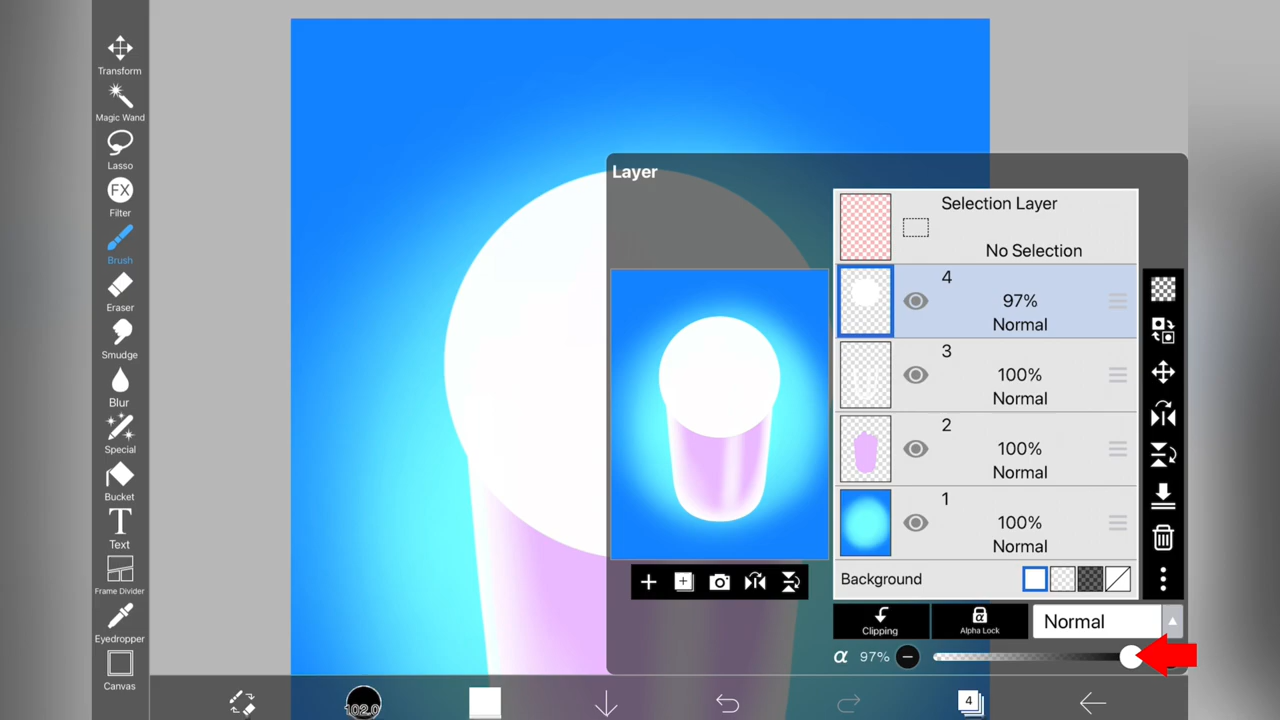 Transform
Magic Wand
Lasso
FX
Filter
Brush
Eraser
Smudge
Blur
Special
Bucket
T
Text
Frame Divider
Eyedropper
Canvas
Layer
Selection Layer
No Selection
4
97%
Normal
3
100%
Normal
2
100%
Normal
1
100%
Normal
Background
Clipping
α
Alpha Lock
Normal
α 97%
102.0
4